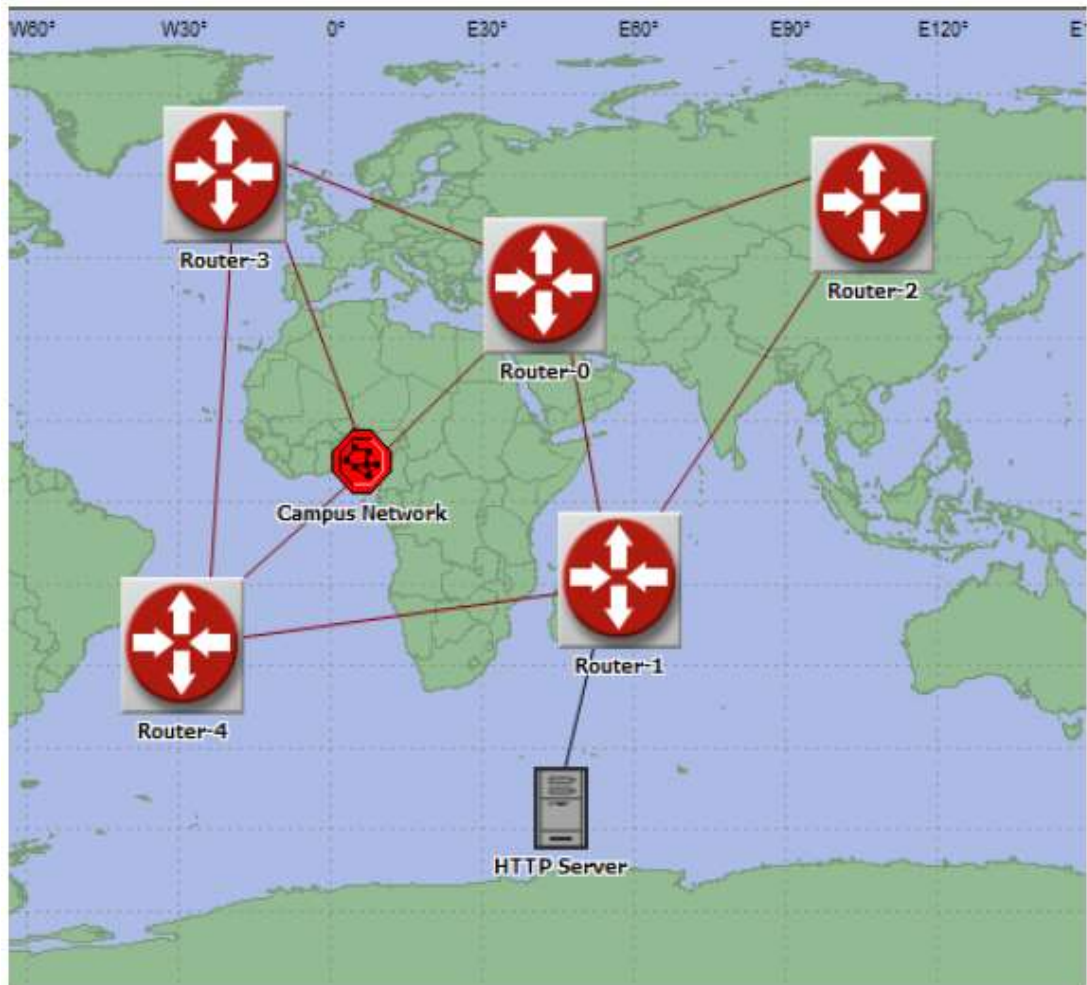 W60° W30° 0° E30° E60° E90° E120°
Router-3
Router-2
Router-0
Campus Network
Router-1
Router-4
HTTP Server